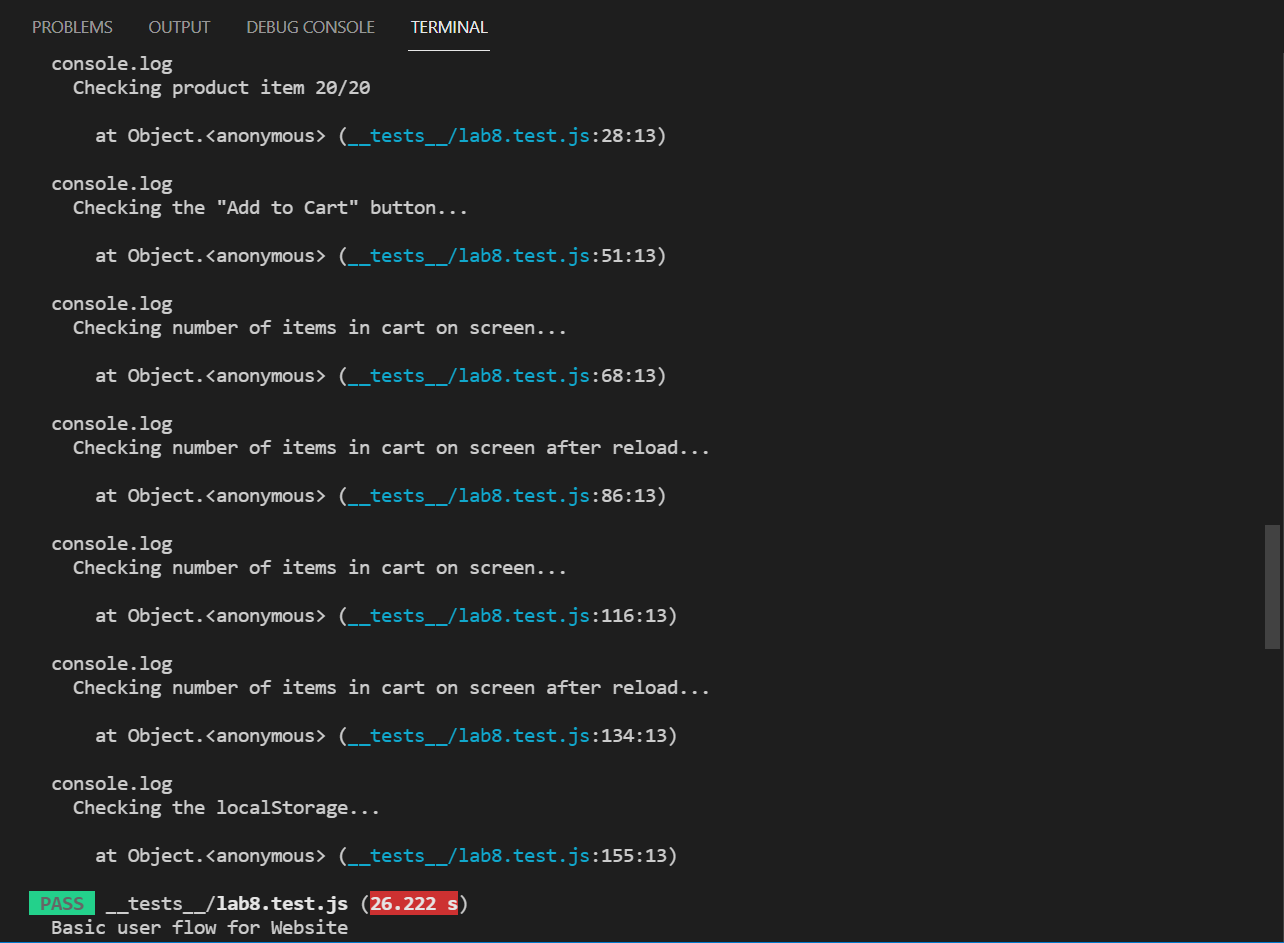 PROBLEMS OUTPUT DEBUG CONSOLE TERMINAL
console.log
Checking product item 20/20
at Object.<anonymous> (__tests__/lab8.test.js:28:13)
console.log
Checking the "Add to Cart" button...
at Object.<anonymous> (__tests__/lab8.test.js:51:13)
console.log
Checking number of items in cart on screen...
at Object.<anonymous> (__tests__/lab8.test.js:68:13)
console.log
Checking number of items in cart on screen after reload...
at Object.<anonymous> (__tests__/lab8.test.js:86:13)
console.log
Checking number of items in cart on screen...
at Object.<anonymous> (__tests__/lab8.test.js:116:13)
console.log
Checking number of items in cart on screen after reload...
at Object.<anonymous> (__tests__/lab8.test.js:134:13)
console.log
Checking the localStorage...
at Object.<anonymous> (__tests__/lab8.test.js:155:13)
PASS __tests__/lab8.test.js (26.222 s)
Basic user flow for Website